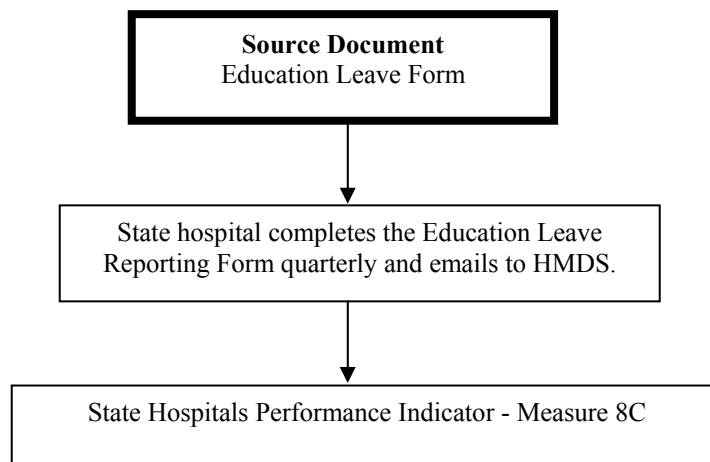 Source Document
Education Leave Form
State hospital completes the Education Leave
Reporting Form quarterly and emails to HMDS.
State Hospitals Performance Indicator - Measure 8C